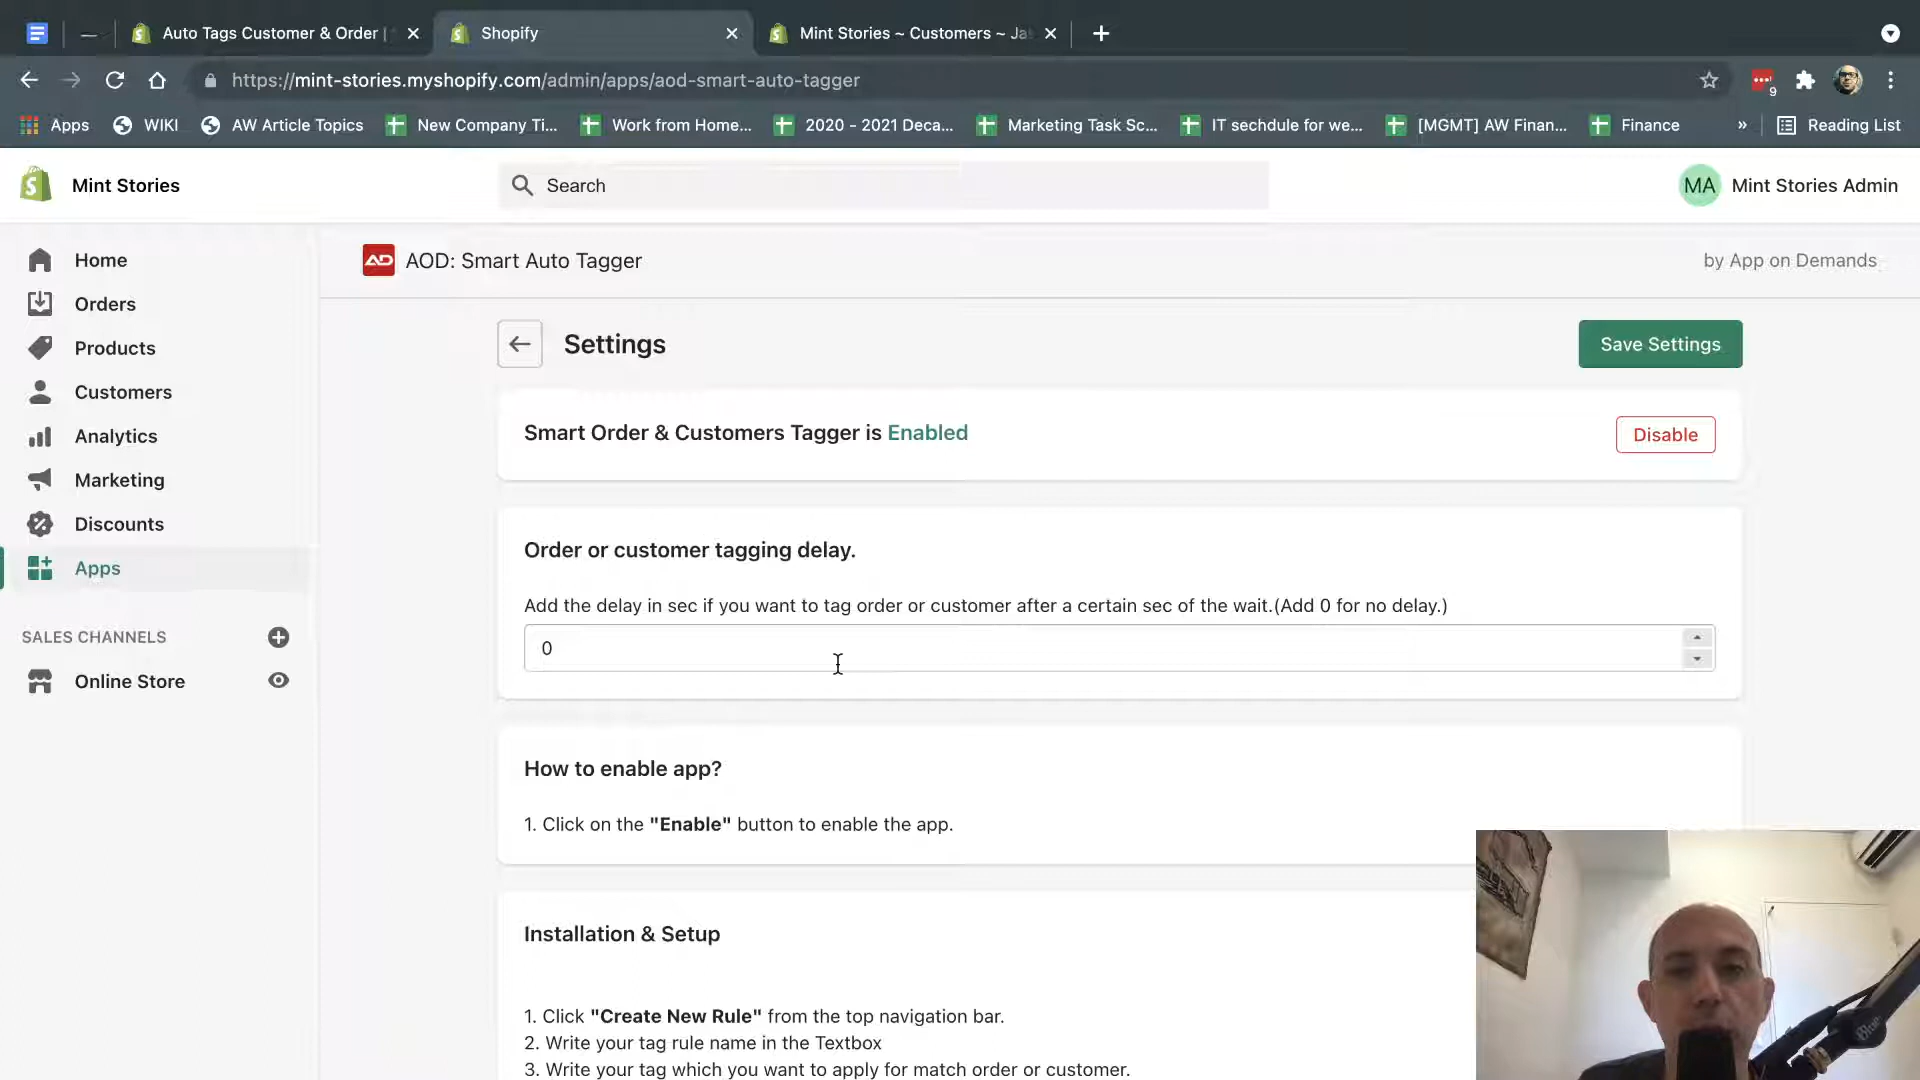 Auto Tags Customer & Order |
Shopify
Mint Stories ~ Customers ~ Ja
https://mint-stories.myshopify.com/admin/apps/aod-smart-auto-tagger
9
Apps
WIKI
AW Article Topics
New Company Ti...
Work from Home...
2020 - 2021 Deca...
Marketing Task Sc...
IT sechdule for we...
[MGMT] AW Finan...
Finance
»
Reading List
Mint Stories
Search
MA
Mint Stories Admin
Home
Orders
Products
Customers
Analytics
Marketing
Discounts
Apps
SALES CHANNELS
Online Store
AD
AOD: Smart Auto Tagger
by App on Demands
Settings
Save Settings
Smart Order & Customers Tagger is Enabled
Disable
Order or customer tagging delay.
Add the delay in sec if you want to tag order or customer after a certain sec of the wait.(Add 0 for no delay.)
0
How to enable app?
1. Click on the "Enable" button to enable the app.
Installation & Setup
1. Click "Create New Rule" from the top navigation bar.
2. Write your tag rule name in the Textbox
3. Write your tag which you want to apply for match order or customer.